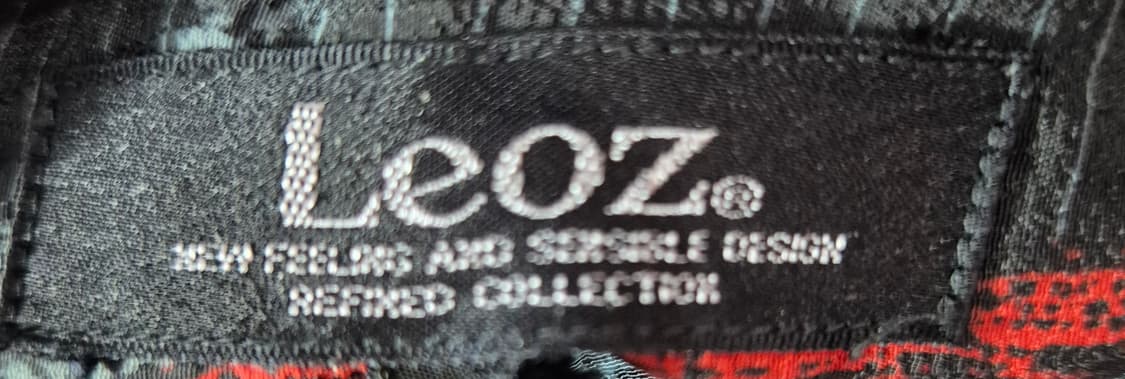 Leoz®
NEW FEELING AND SENSIBLE DESIGN
REFINED COLLECTION